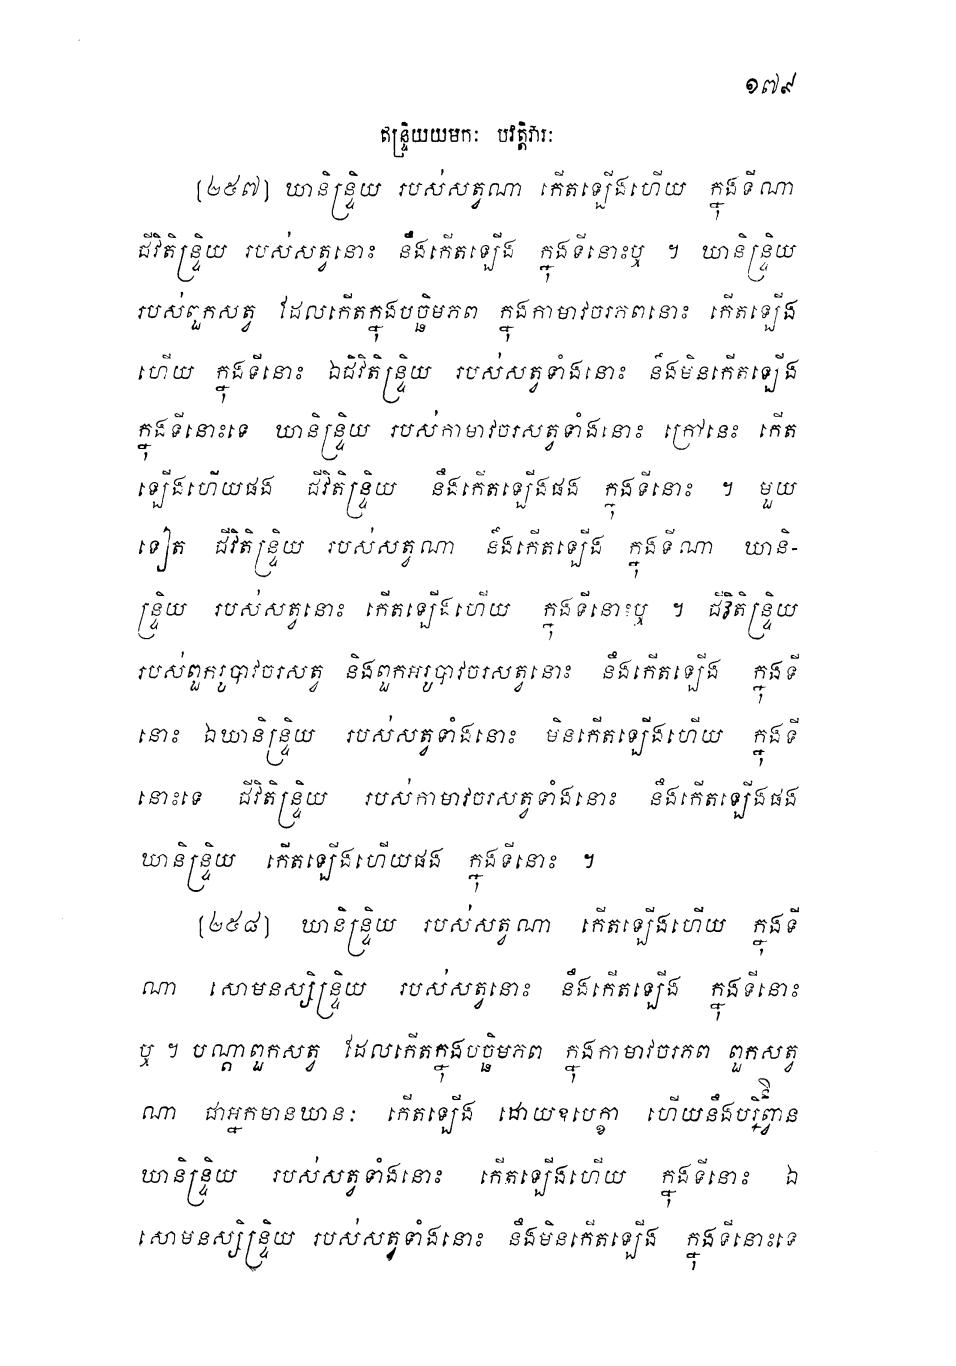 ១៧៩
ឥន្ទ្រិយយមកៈ បវត្តិវារៈ
[២៥៧] ឃានិន្ទ្រិយ របស់សត្វណា កើតឡើងហើយ ក្នុងទីណា
ជីវិតិន្ទ្រិយ របស់សត្វនោះ នឹងកើតឡើង ក្នុងទីនោះឬ ។ ឃានិន្ទ្រិយ
របស់ពួកសត្វ ដែលកើតក្នុងបច្ឆិមភព ក្នុងកាមាវចរភពនោះ កើតឡើង
ហើយ ក្នុងទីនោះ ឯជីវិតិន្ទ្រិយ របស់សត្វទាំងនោះ នឹងមិនកើតឡើង
ក្នុងទីនោះទេ ឃានិន្ទ្រិយ របស់កាមាវចរសត្វទាំងនោះ ក្រៅនេះ កើត
ឡើងហើយផង ជីវិតិន្ទ្រិយ នឹងកើតឡើងផង ក្នុងទីនោះ ។ មួយ
ទៀត ជីវិតិន្ទ្រិយ របស់សត្វណា នឹងកើតឡើង ក្នុងទីណា ឃានិ-
ន្ទ្រិយ របស់សត្វនោះ កើតឡើងហើយ ក្នុងទីនោះឬ ។ ជីវិតិន្ទ្រិយ
របស់ពួករូបាវចរសត្វ និងពួកអរូបាវចរសត្វនោះ នឹងកើតឡើង ក្នុងទី
នោះ ឯឃានិន្ទ្រិយ របស់សត្វទាំងនោះ មិនកើតឡើងហើយ ក្នុងទី
នោះទេ ជីវិតិន្ទ្រិយ របស់កាមាវចរសត្វទាំងនោះ នឹងកើតឡើងផង
ឃានិន្ទ្រិយ កើតឡើងហើយផង ក្នុងទីនោះ ។
[២៥៨] ឃានិន្ទ្រិយ របស់សត្វណា កើតឡើងហើយ ក្នុងទី
ណា សោមនស្សិន្ទ្រិយ របស់សត្វនោះ នឹងកើតឡើង ក្នុងទីនោះ
ឬ ។ បណ្តាពួកសត្វ ដែលកើតក្នុងបច្ឆិមភព ក្នុងកាមាវចរភព ពួកសត្វ
ណា ជាអ្នកមានឃានៈ កើតឡើង ដោយឧបេក្ខា ហើយនឹងបរិនិព្វាន
ឃានិន្ទ្រិយ របស់សត្វទាំងនោះ កើតឡើងហើយ ក្នុងទីនោះ ឯ
សោមនស្សិន្ទ្រិយ របស់សត្វទាំងនោះ នឹងមិនកើតឡើង ក្នុងទីនោះទេ